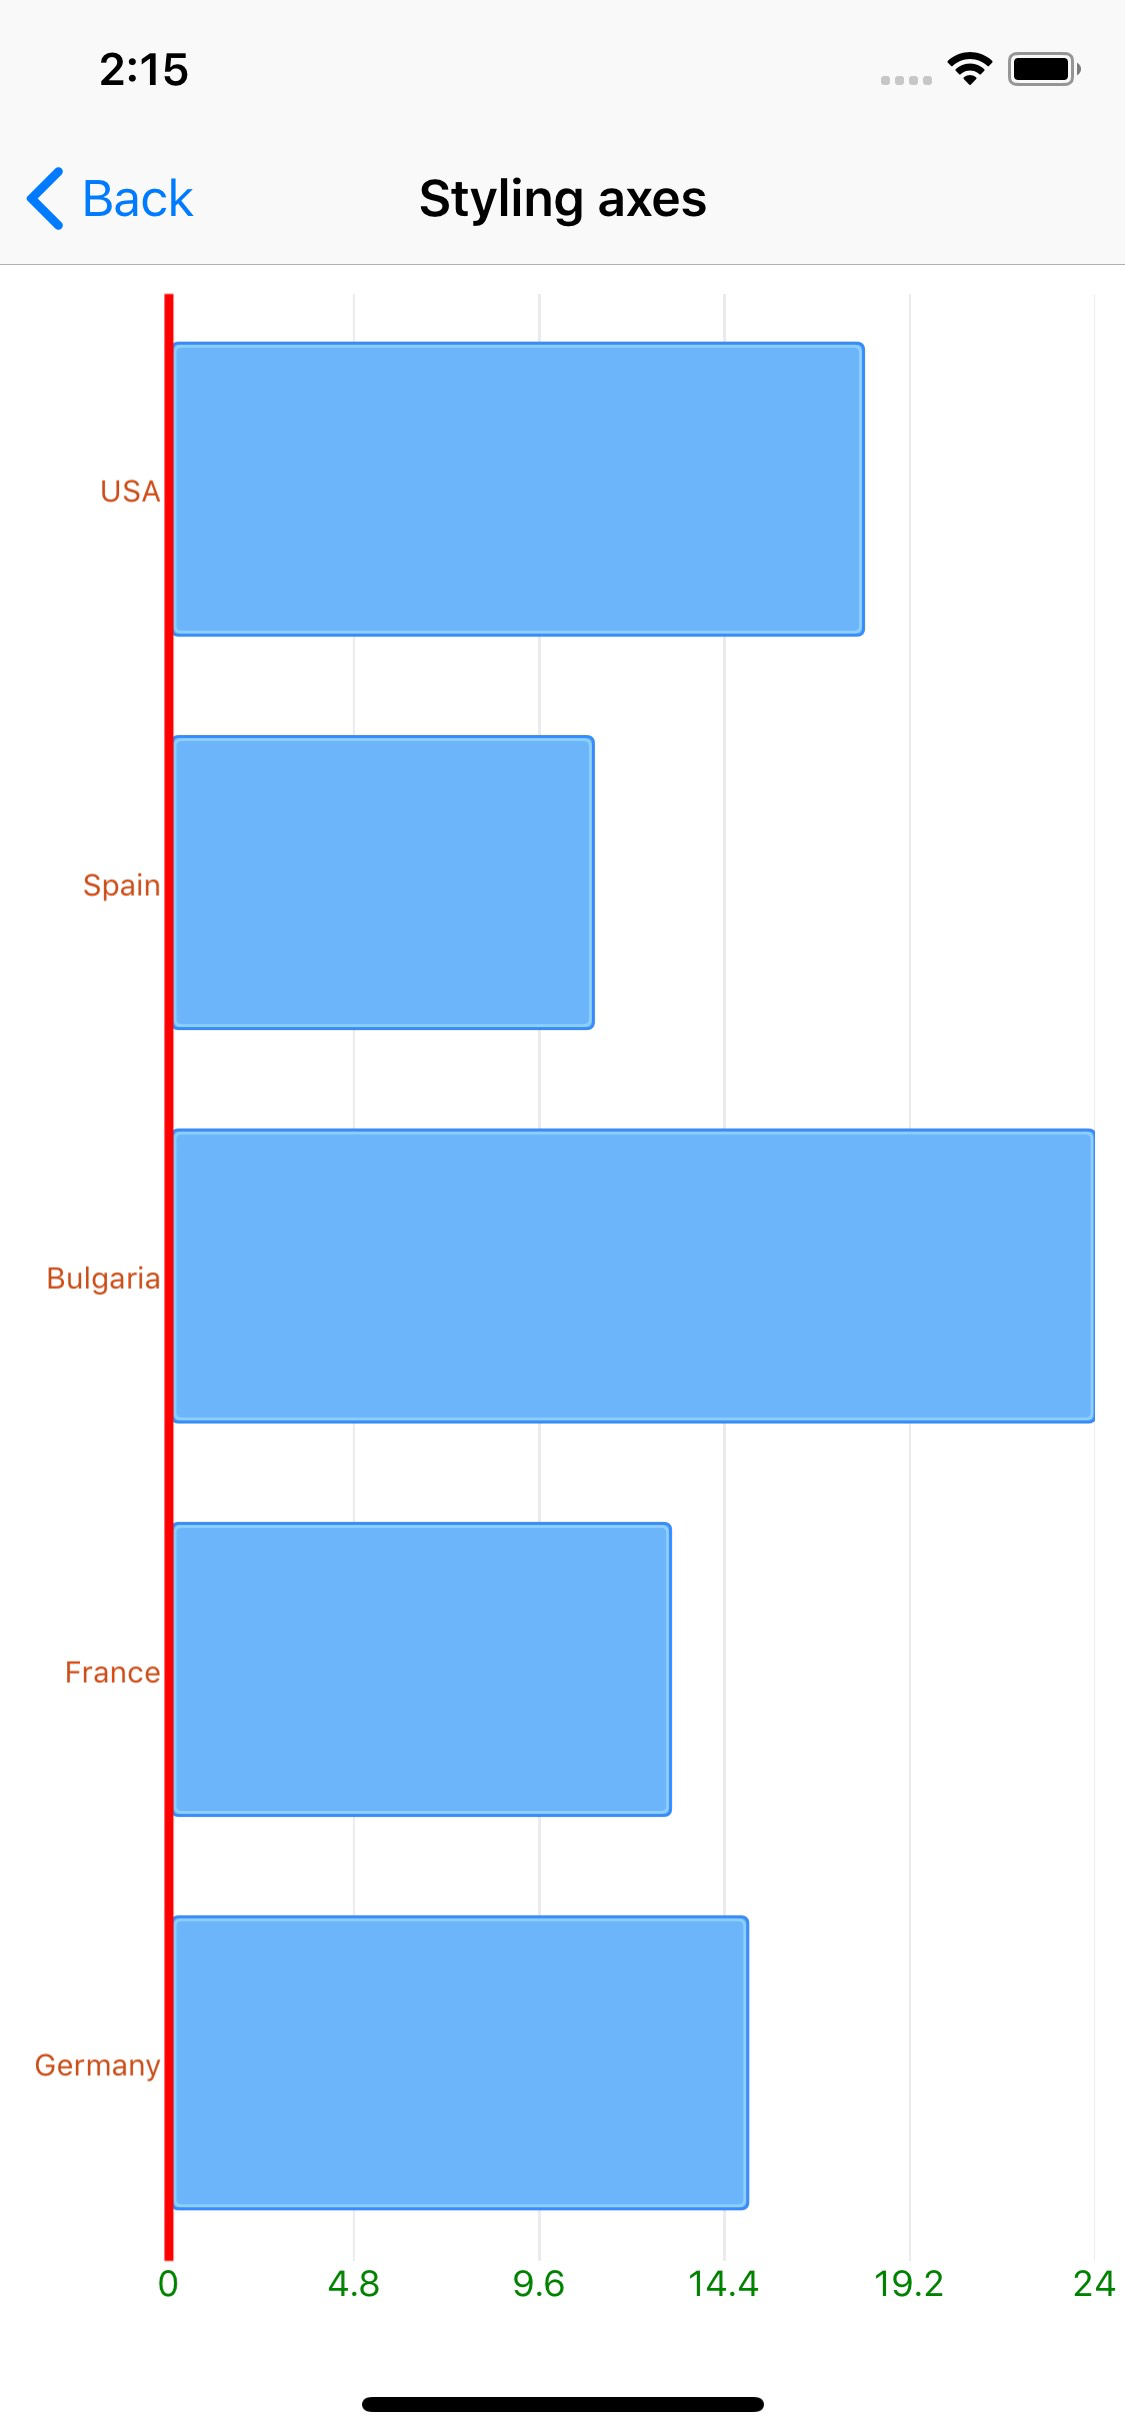 2:15
Back
Styling axes
USA
Spain
Bulgaria
France
Germany
0 4.8 9.6 14.4 19.2 24